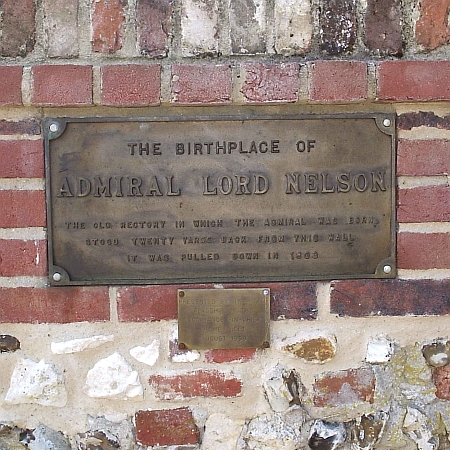 THE BIRTHPLACE OF
ADMIRAL LORD NELSON
THE OLD RECTORY IN WHICH THE ADMIRAL WAS BORN,
STOOD TWENTY YARDS BACK FROM THIS WALL
IT WAS PULLED DOWN IN 1803